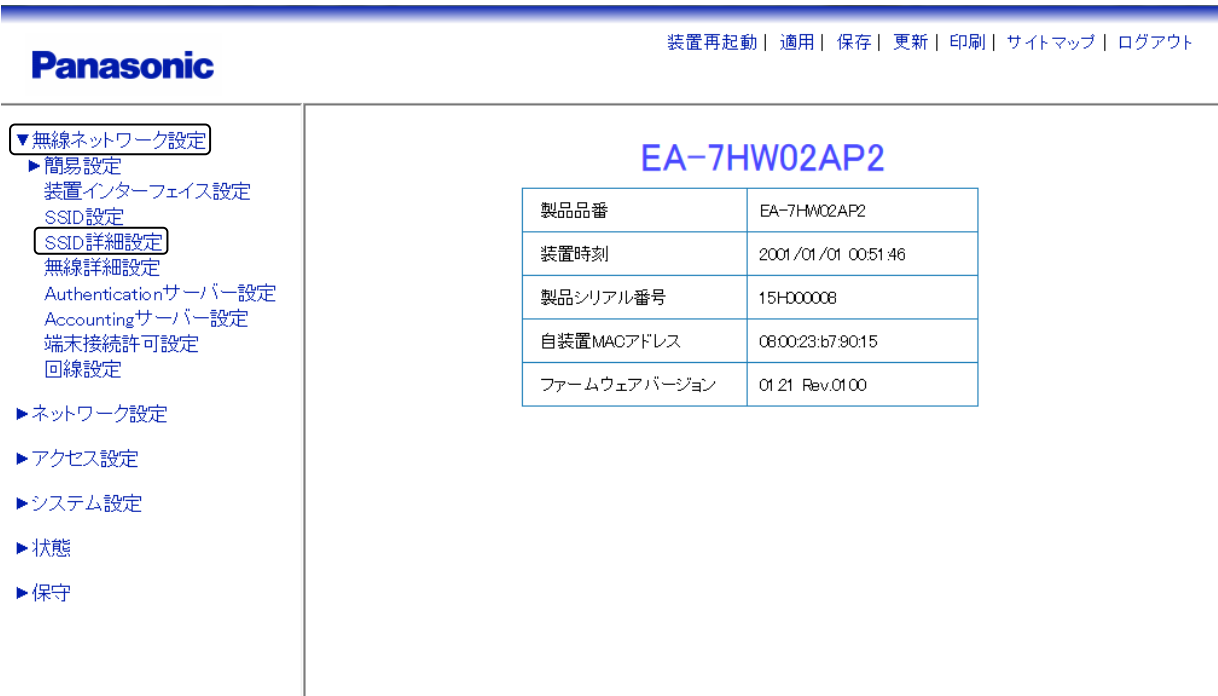 装置再起動| 適用| 保存| 更新| 印刷| サイトマップ| ログアウト
Panasonic
▼無線ネットワーク設定
▶簡易設定
装置インターフェイス設定
SSID設定
SSID詳細設定
無線詳細設定
Authenticationサーバー設定
Accountingサーバー設定
端末接続許可設定
回線設定
▶ネットワーク設定
▶アクセス設定
▶システム設定
▶状態
▶保守
EA-7HW02AP2
製品品番 EA-7HW02AP2
装置時刻 2001/01/01 00:51:46
製品シリアル番号 15H000008
自装置MACアドレス 08:00:23:b7:90:15
ファームウェアバージョン 01.21 Rev.01.00